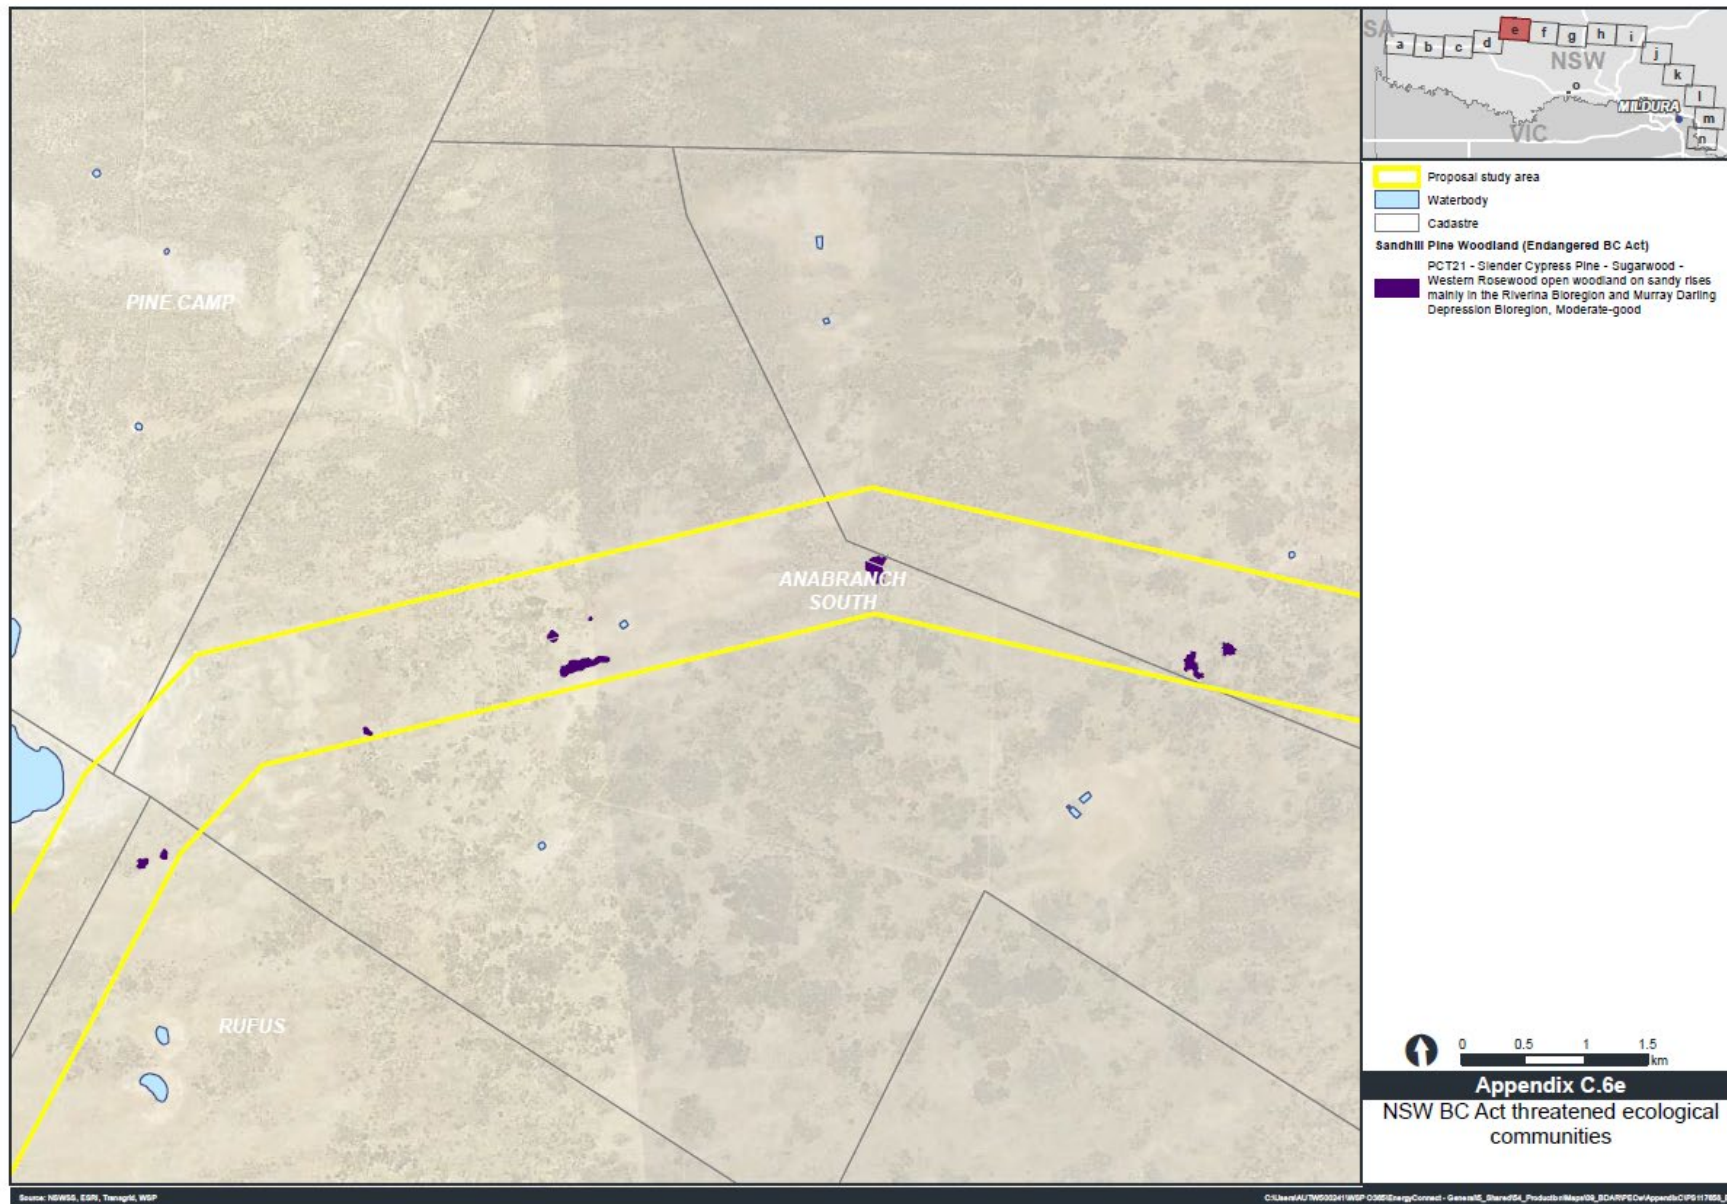 PINE CAMP
ANABRANCH
SOUTH
RUFUS
SA
a
b
c
d
e
f
g
h
i
j
k
l
m
n
o
NSW
MILDURA
VIC
Proposal study area
Waterbody
Cadastre
Sandhill Pine Woodland (Endangered BC Act)
PCT21 - Slender Cypress Pine - Sugarwood -
Western Rosewood open woodland on sandy rises
mainly in the Riverina Bioregion and Murray Darling
Depression Bioregion, Moderate-good
0 0.5 1 1.5
km
Appendix C.6e
NSW BC Act threatened ecological
communities
Source: NSWSS, ESRI, Transgrid, WSP